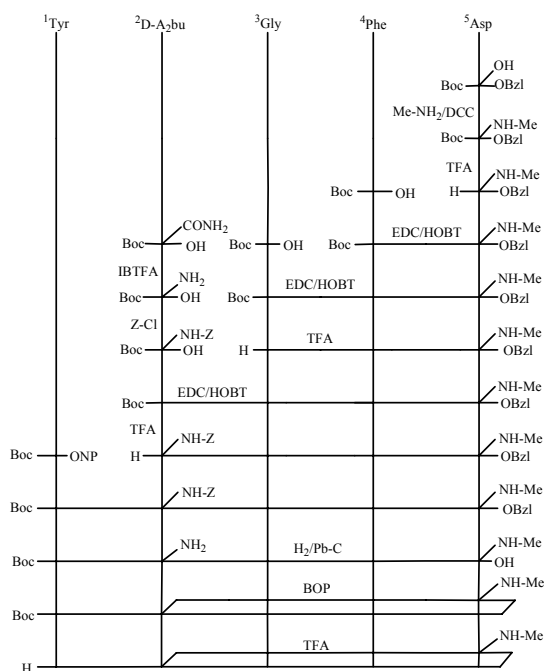 ¹Tyr ²D-A₂bu ³Gly ⁴Phe ⁵Asp
OH
Boc OBzl
Me-NH₂/DCC
NH-Me
Boc OBzl
TFA
NH-Me
Boc OH H OBzl
CONH₂ NH-Me
Boc OH Boc OH Boc EDC/HOBT OBzl
IBTFA NH₂ NH-Me
Boc OH Boc EDC/HOBT OBzl
Z-Cl
NH-Z NH-Me
Boc OH H TFA OBzl
NH-Me
Boc EDC/HOBT OBzl
TFA
NH-Z NH-Me
Boc ONP H OBzl
NH-Z NH-Me
Boc OBzl
NH₂ H₂/Pb-C NH-Me
Boc OH
BOP NH-Me
Boc
TFA NH-Me
H